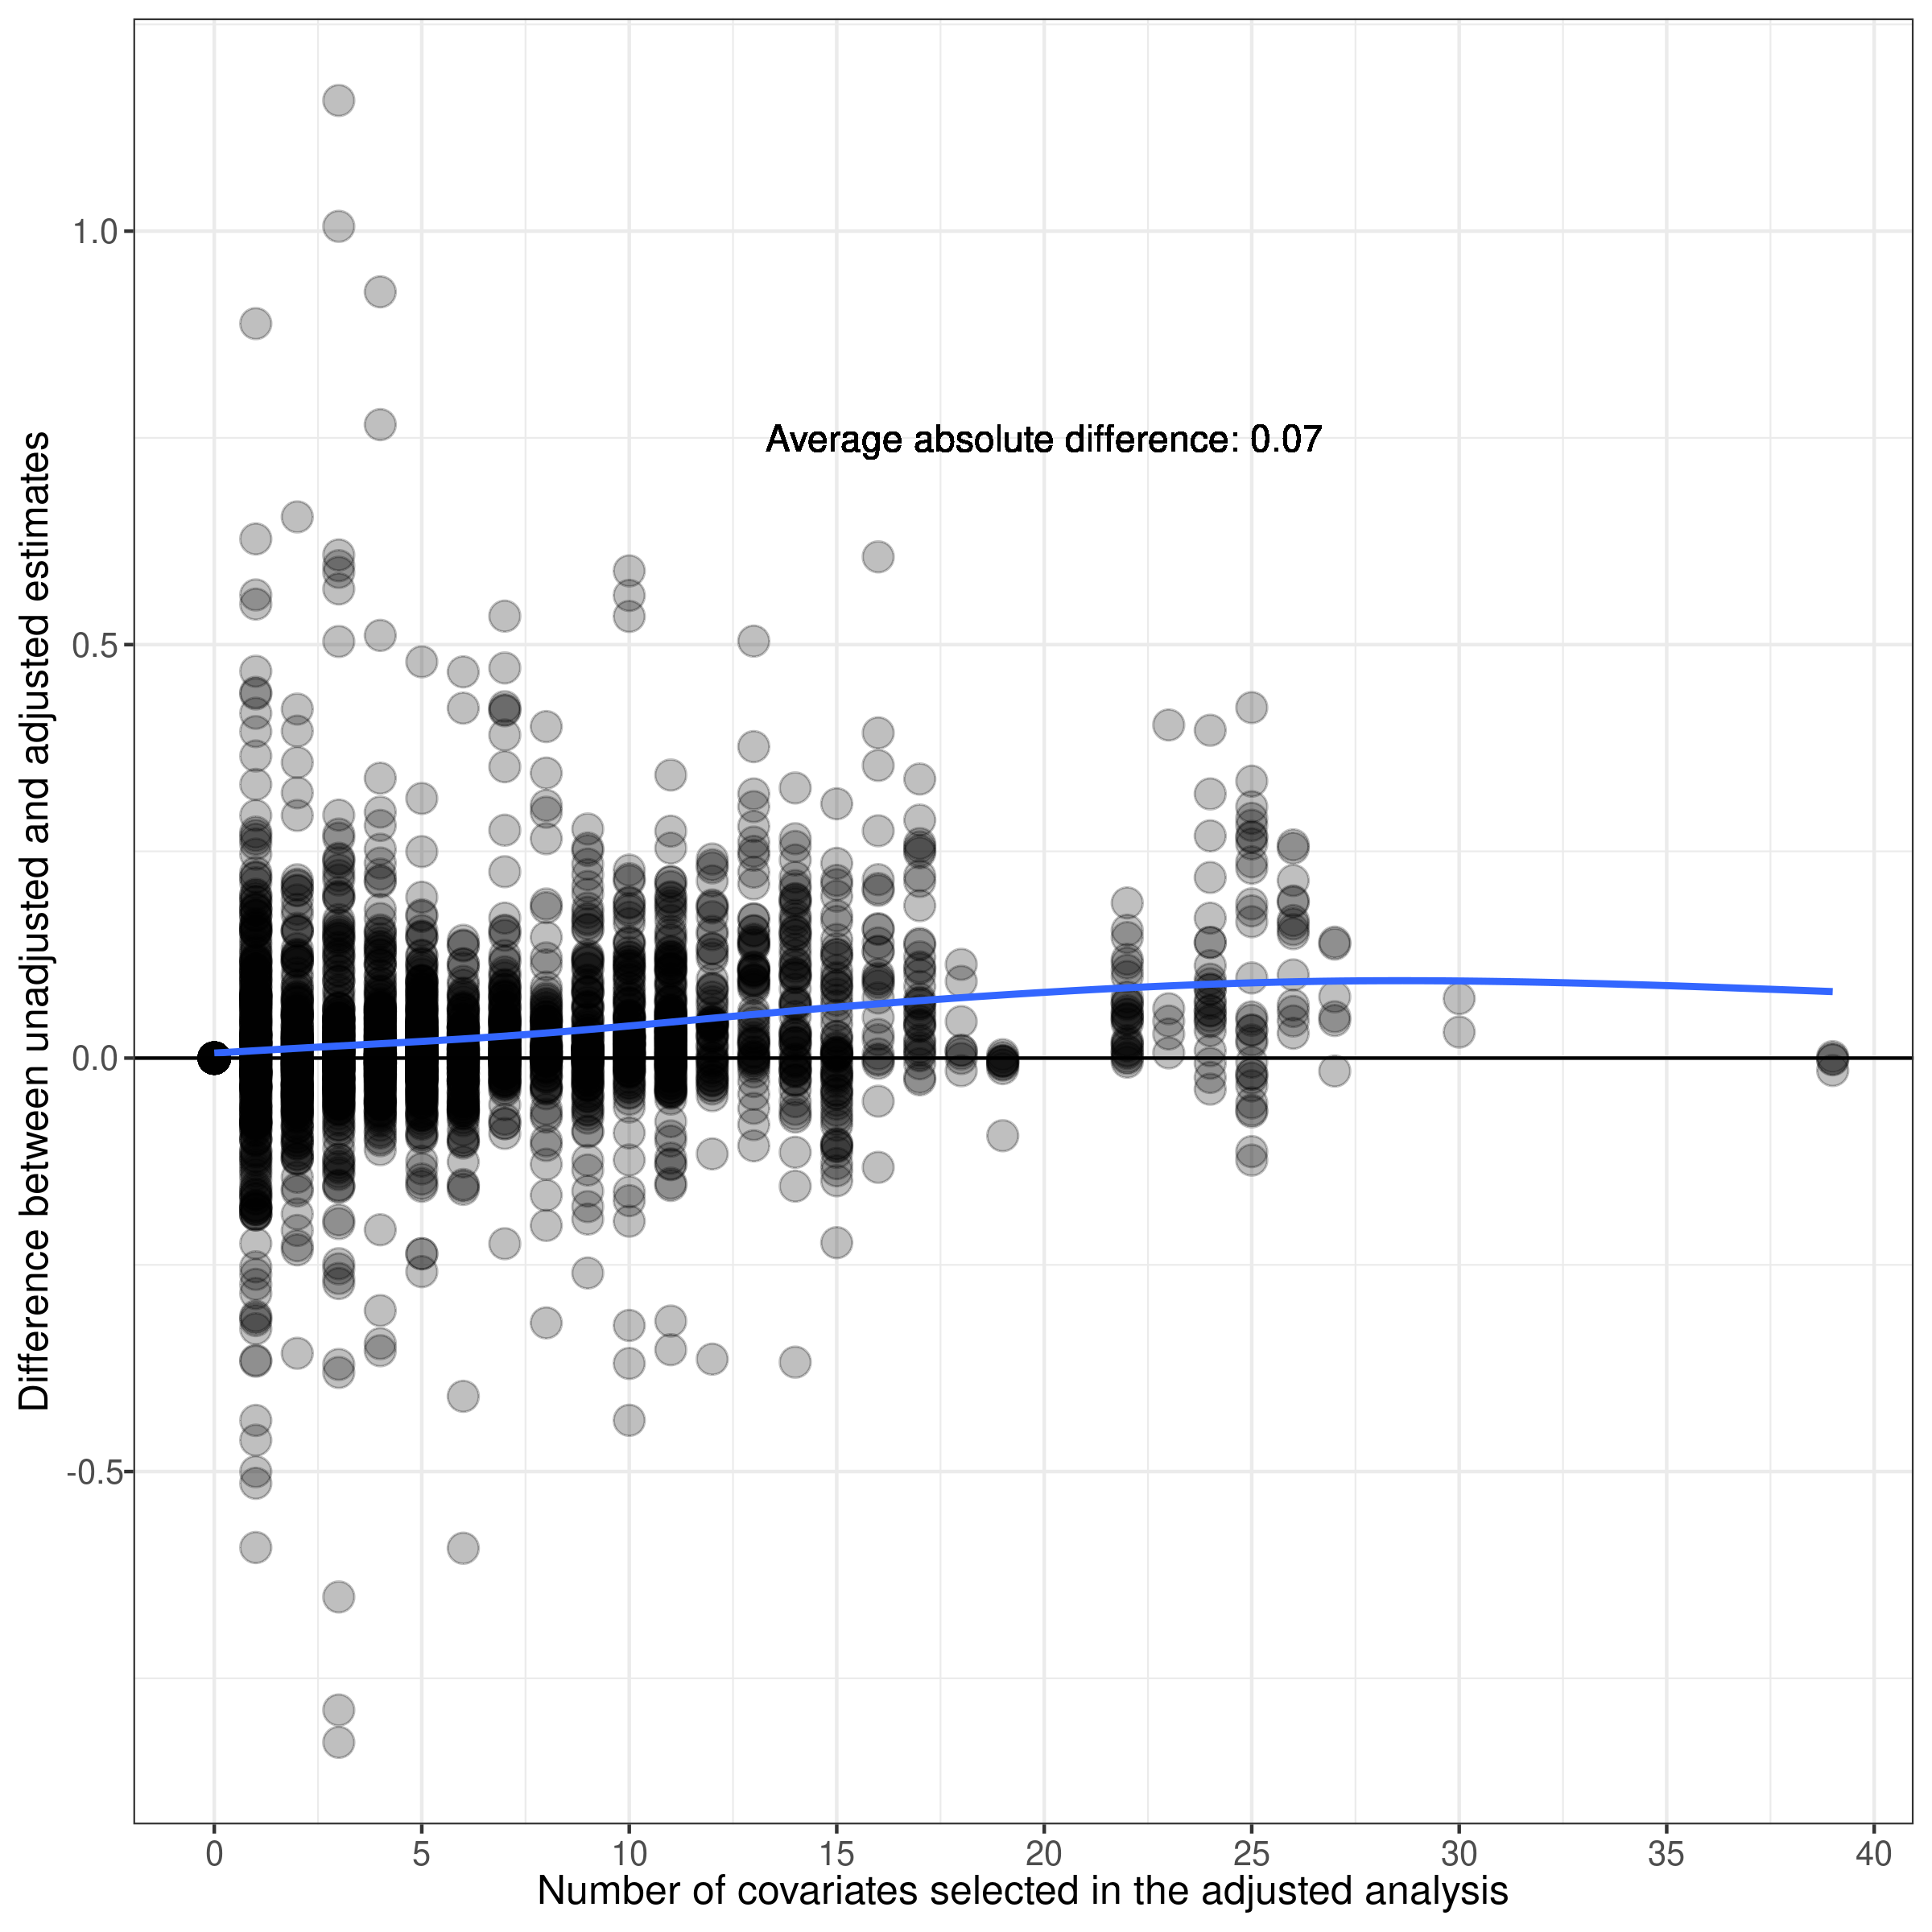 Difference between unadjusted and adjusted estimates
1.0
0.5
0.0
-0.5
Average absolute difference: 0.07
0 5 10 15 20 25 30 35 40
Number of covariates selected in the adjusted analysis